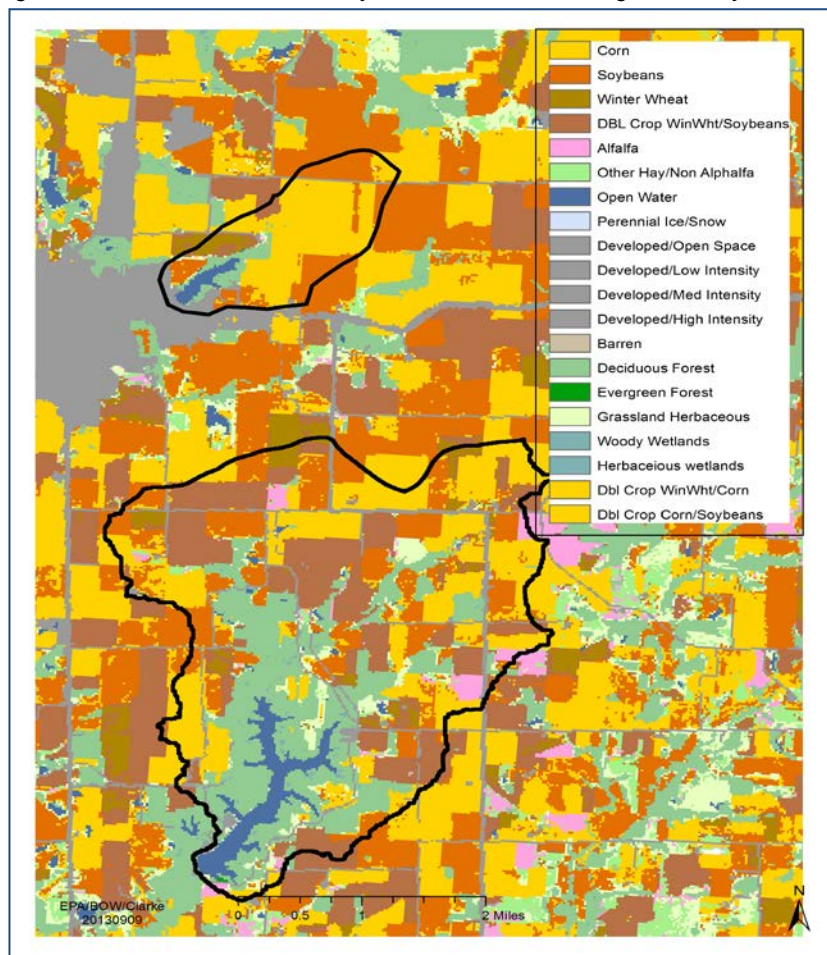 Corn
Soybeans
Winter Wheat
DBL Crop WinWht/Soybeans
Alfalfa
Other Hay/Non Alphalfa
Open Water
Perennial Ice/Snow
Developed/Open Space
Developed/Low Intensity
Developed/Med Intensity
Developed/High Intensity
Barren
Deciduous Forest
Evergreen Forest
Grassland Herbaceous
Woody Wetlands
Herbaceious wetlands
Dbl Crop WinWht/Corn
Dbl Crop Corn/Soybeans
N
EPA/BOW/Clarke
20130909
0 0.5 1 2 Miles